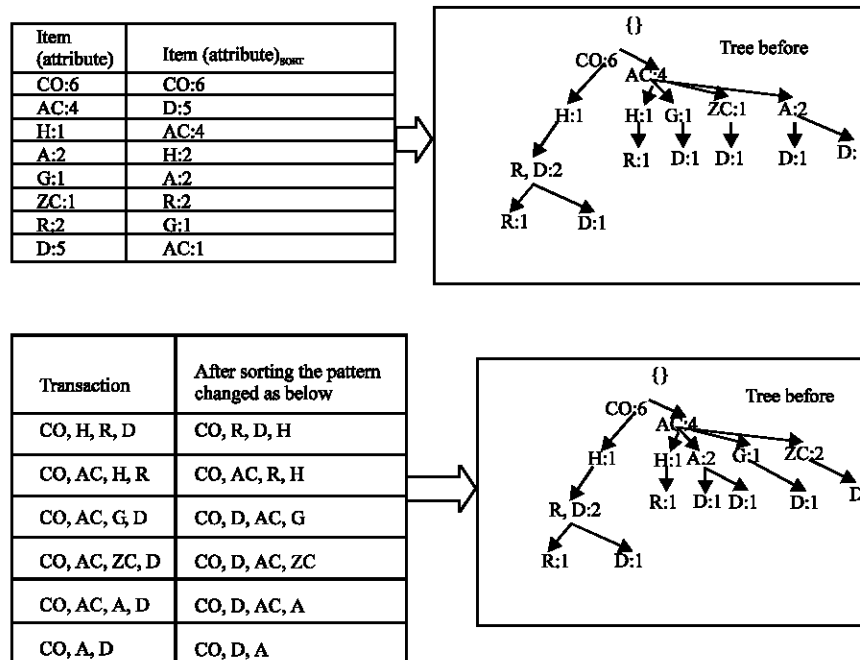 Item (attribute) Item (attribute)SORT
CO:6 CO:6
AC:4 D:5
H:1 AC:4
A:2 H:2
G:1 A:2
ZC:1 R:2
R:2 G:1
D:5 AC:1
{}
Tree before
CO:6 AC:4
H:1 H:1 G:1 ZC:1 A:2
R, D:2 R:1 D:1 D:1 D:1 D:
R:1 D:1
Transaction After sorting the pattern changed as below
CO, H, R, D CO, R, D, H
CO, AC, H, R CO, AC, R, H
CO, AC, G, D CO, D, AC, G
CO, AC, ZC, D CO, D, AC, ZC
CO, AC, A, D CO, D, AC, A
CO, A, D CO, D, A
{}
Tree before
CO:6 AC:4
H:1 H:1 A:2 G:1 ZC:2
R, D:2 R:1 D:1 D:1 D:1 D
R:1 D:1